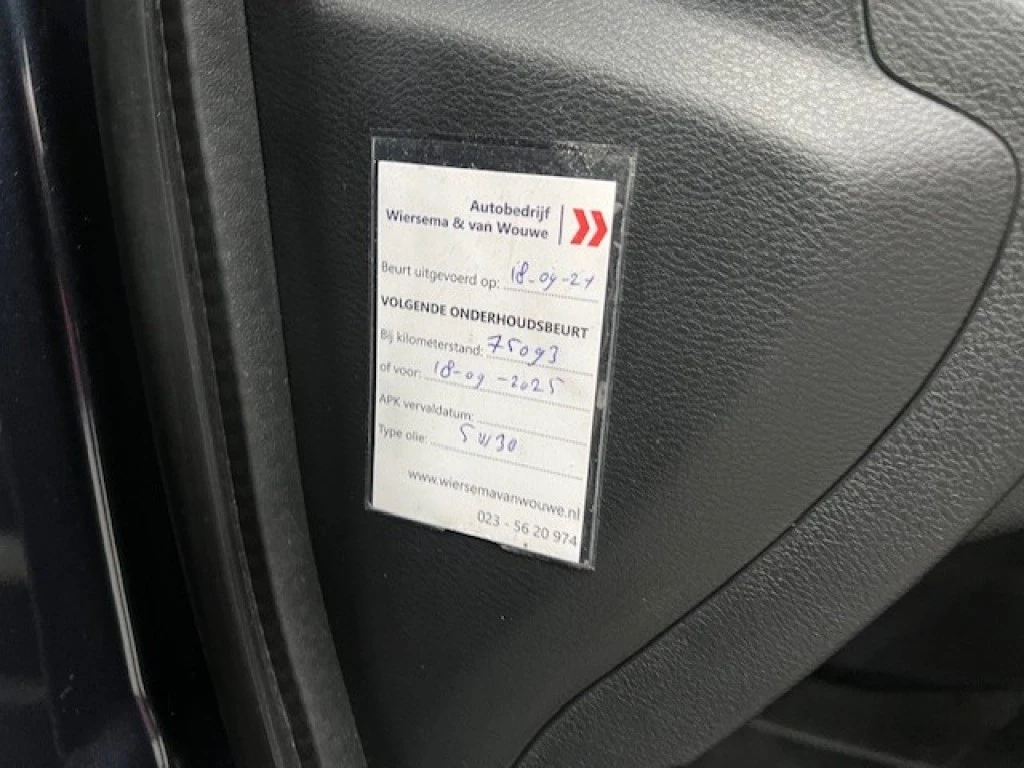 Autobedrijf
Wiersema & van Wouwe
Beurt uitgevoerd op: 18-09-24
VOLGENDE ONDERHOUDSBEURT
Bij kilometerstand: 75093
of voor: 18-09-2025
APK vervaldatum:
Type olie: 5W30
www.wiersemavanwouwe.nl
023 - 56 20 974